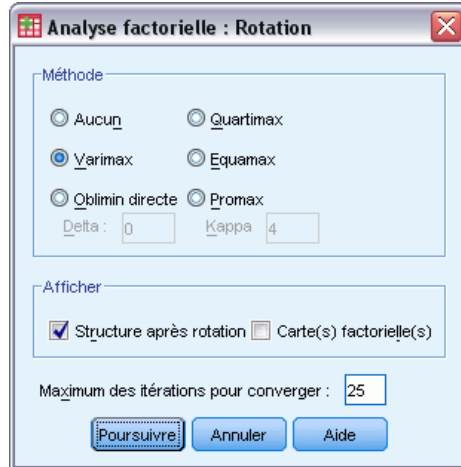 Analyse factorielle : Rotation
Méthode
Aucun Quartimax
Varimax Equamax
Oblimin directe Promax
Delta : 0 Kappa 4
Afficher
Structure après rotation Carte(s) factorielle(s)
Maximum des itérations pour converger : 25
Poursuivre Annuler Aide